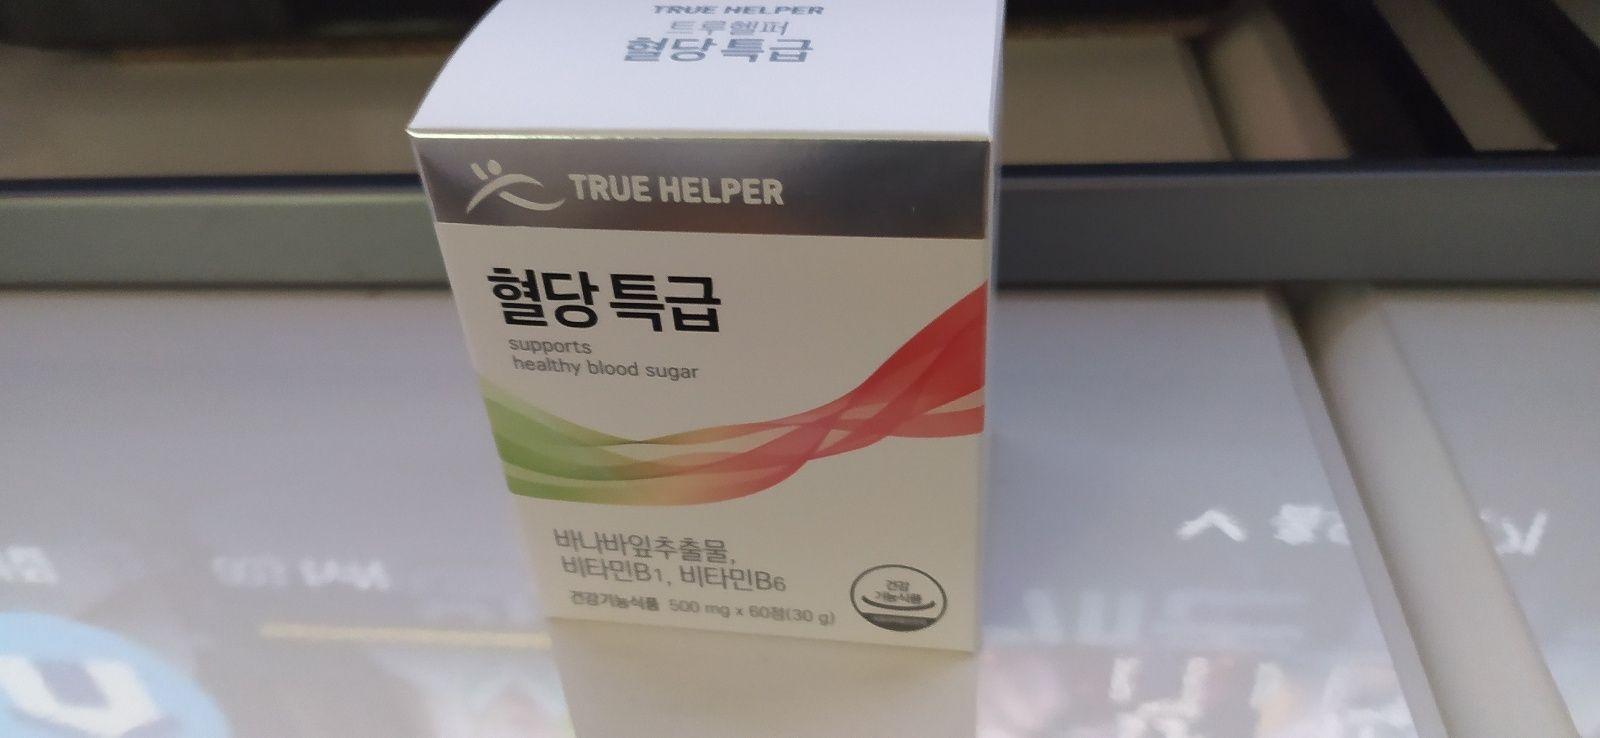 TRUE HELPER
트루헬퍼
혈당 특급
TRUE HELPER
혈당 특급
supports
healthy blood sugar
바나바잎추출물,
비타민B1, 비타민B6
건강기능식품 500 mg x 60정(30 g)
건강
기능식품